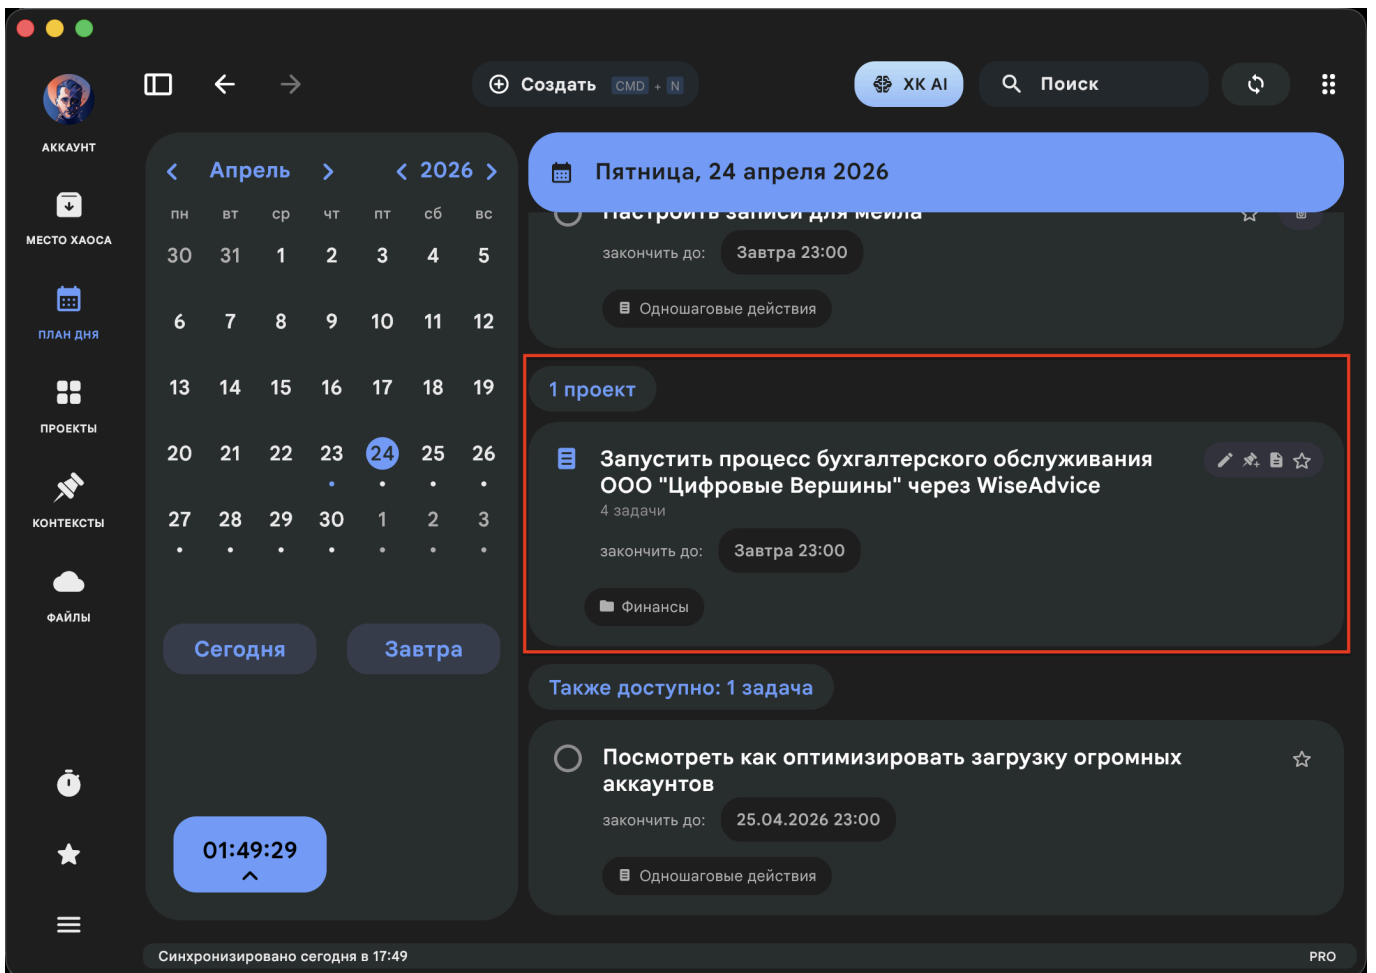 АККАУНТ
МЕСТО ХАОСА
ПЛАН ДНЯ
ПРОЕКТЫ
КОНТЕКСТЫ
ФАЙЛЫ
Создать CMD + N
ХК AI
Поиск
Апрель 2026
пн вт ср чт пт сб вс
30 31 1 2 3 4 5
6 7 8 9 10 11 12
13 14 15 16 17 18 19
20 21 22 23 24 25 26
27 28 29 30 1 2 3
Сегодня Завтра
01:49:29
Пятница, 24 апреля 2026
Настроить записи для мейла
закончить до: Завтра 23:00
Одношаговые действия
1 проект
Запустить процесс бухгалтерского обслуживания
ООО "Цифровые Вершины" через WiseAdvice
4 задачи
закончить до: Завтра 23:00
Финансы
Также доступно: 1 задача
Посмотреть как оптимизировать загрузку огромных
аккаунтов
закончить до: 25.04.2026 23:00
Одношаговые действия
Синхронизировано сегодня в 17:49
PRO